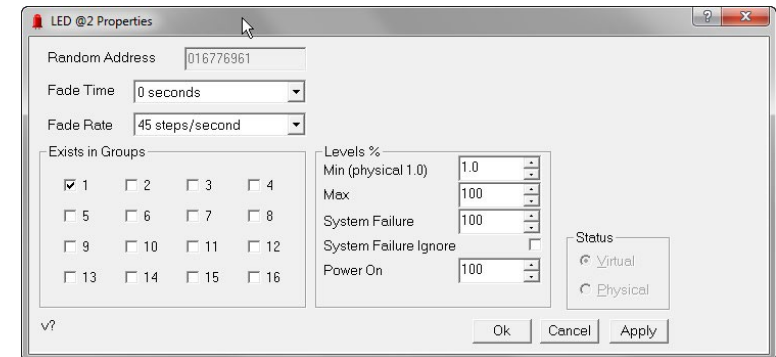 LED @2 Properties
Random Address 016776961
Fade Time 0 seconds
Fade Rate 45 steps/second
Exists in Groups
1 2 3 4
5 6 7 8
9 10 11 12
13 14 15 16
Levels %
Min (physical 1.0) 1.0
Max 100
System Failure 100
System Failure Ignore
Power On 100
Status
Virtual
Physical
v?
Ok Cancel Apply